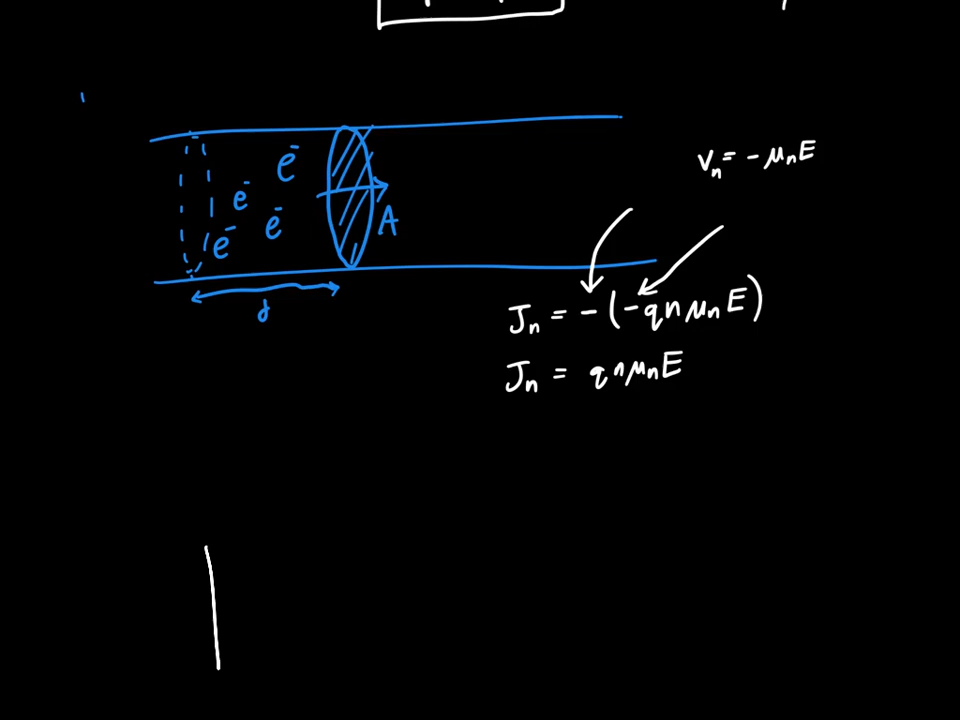 e⁻
e⁻
e⁻
e⁻
A
d
vₙ = -μₙE
Jₙ = -(-qnμₙE)
Jₙ = qnμₙE